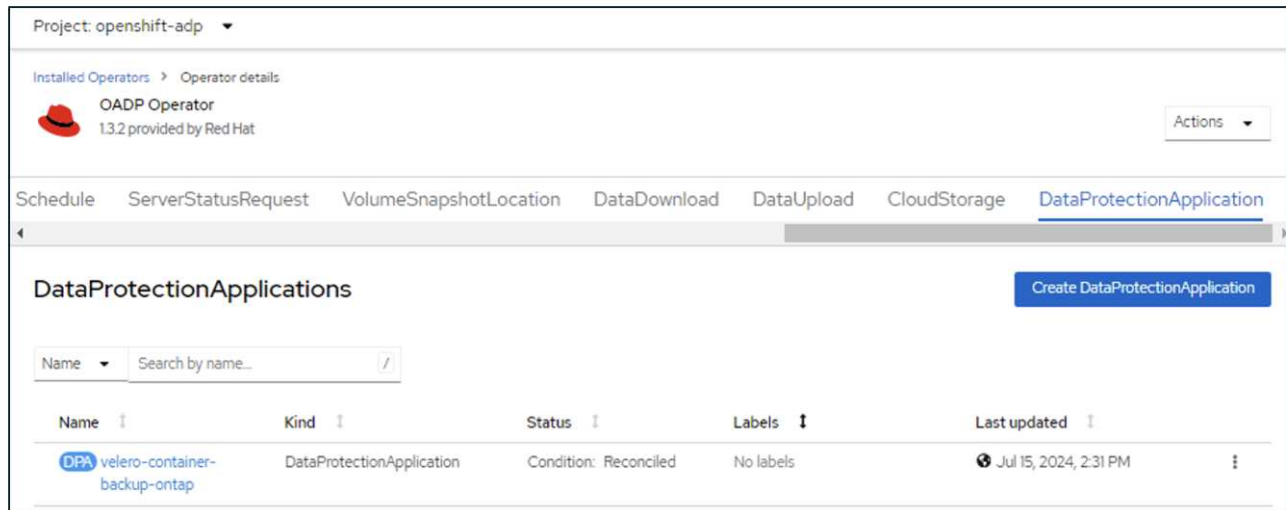 Project: openshift-adp
Installed Operators > Operator details
OADP Operator
1.3.2 provided by Red Hat
Actions
Schedule ServerStatusRequest VolumeSnapshotLocation DataDownload DataUpload CloudStorage DataProtectionApplication
DataProtectionApplications
Create DataProtectionApplication
Name Search by name... /
Name Kind Status Labels Last updated
DPA velero-container- DataProtectionApplication Condition: Reconciled No labels Jul 15, 2024, 2:31 PM
backup-ontap